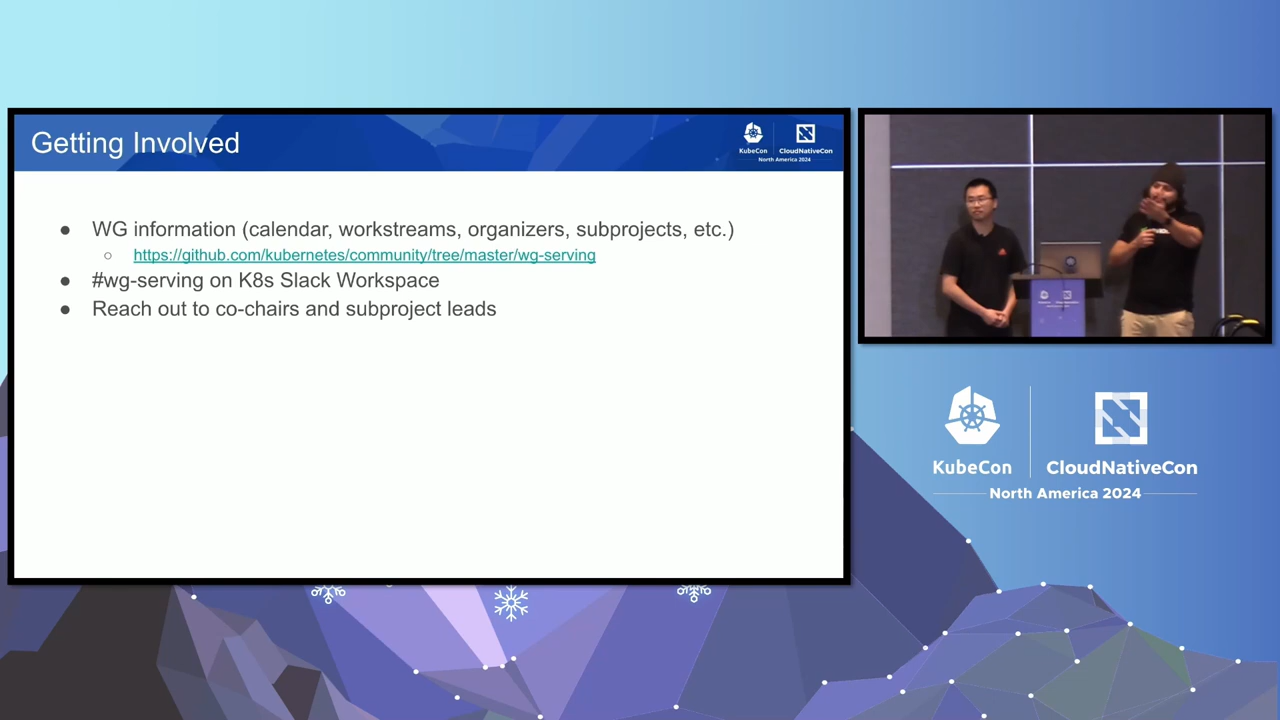 Getting Involved
KubeCon
CloudNativeCon
North America 2024
● WG information (calendar, workstreams, organizers, subprojects, etc.)
○ https://github.com/kubernetes/community/tree/master/wg-serving
● #wg-serving on K8s Slack Workspace
● Reach out to co-chairs and subproject leads
KubeCon
CloudNativeCon
North America 2024